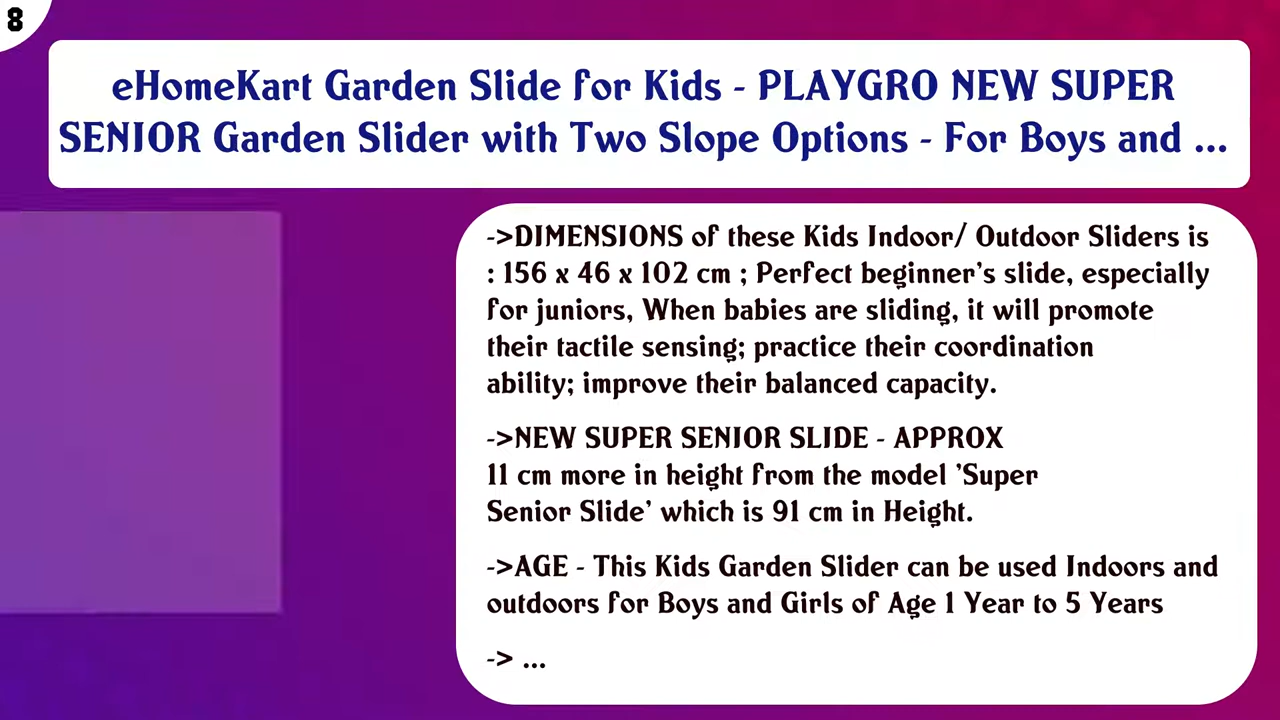 8
eHomeKart Garden Slide for Kids - PLAYGRO NEW SUPER
SENIOR Garden Slider with Two Slope Options - For Boys and ...
->DIMENSIONS of these Kids Indoor/ Outdoor Sliders is
: 156 x 46 x 102 cm ; Perfect beginner's slide, especially
for juniors, When babies are sliding, it will promote
their tactile sensing; practice their coordination
ability; improve their balanced capacity.
->NEW SUPER SENIOR SLIDE - APPROX
11 cm more in height from the model 'Super
Senior Slide' which is 91 cm in Height.
->AGE - This Kids Garden Slider can be used Indoors and
outdoors for Boys and Girls of Age 1 Year to 5 Years
-> ...